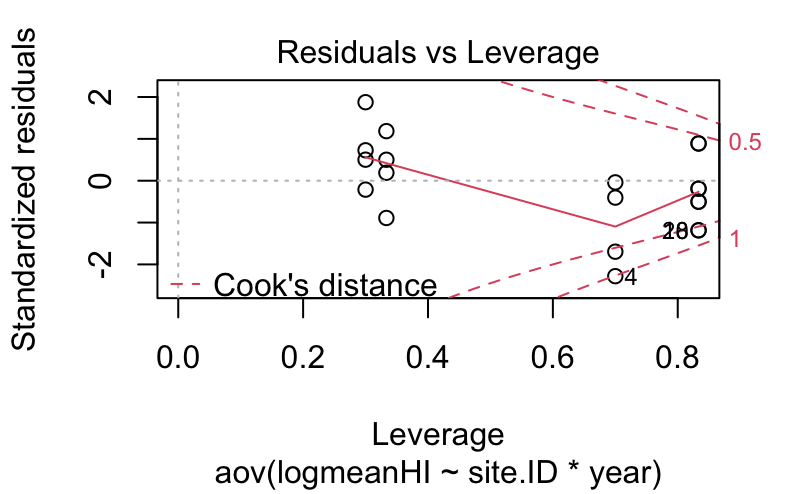 Residuals vs Leverage
Standardized residuals
2
0
-2
0.5
1
4
Cook's distance
0.0 0.2 0.4 0.6 0.8
Leverage
aov(logmeanHI ~ site.ID * year)